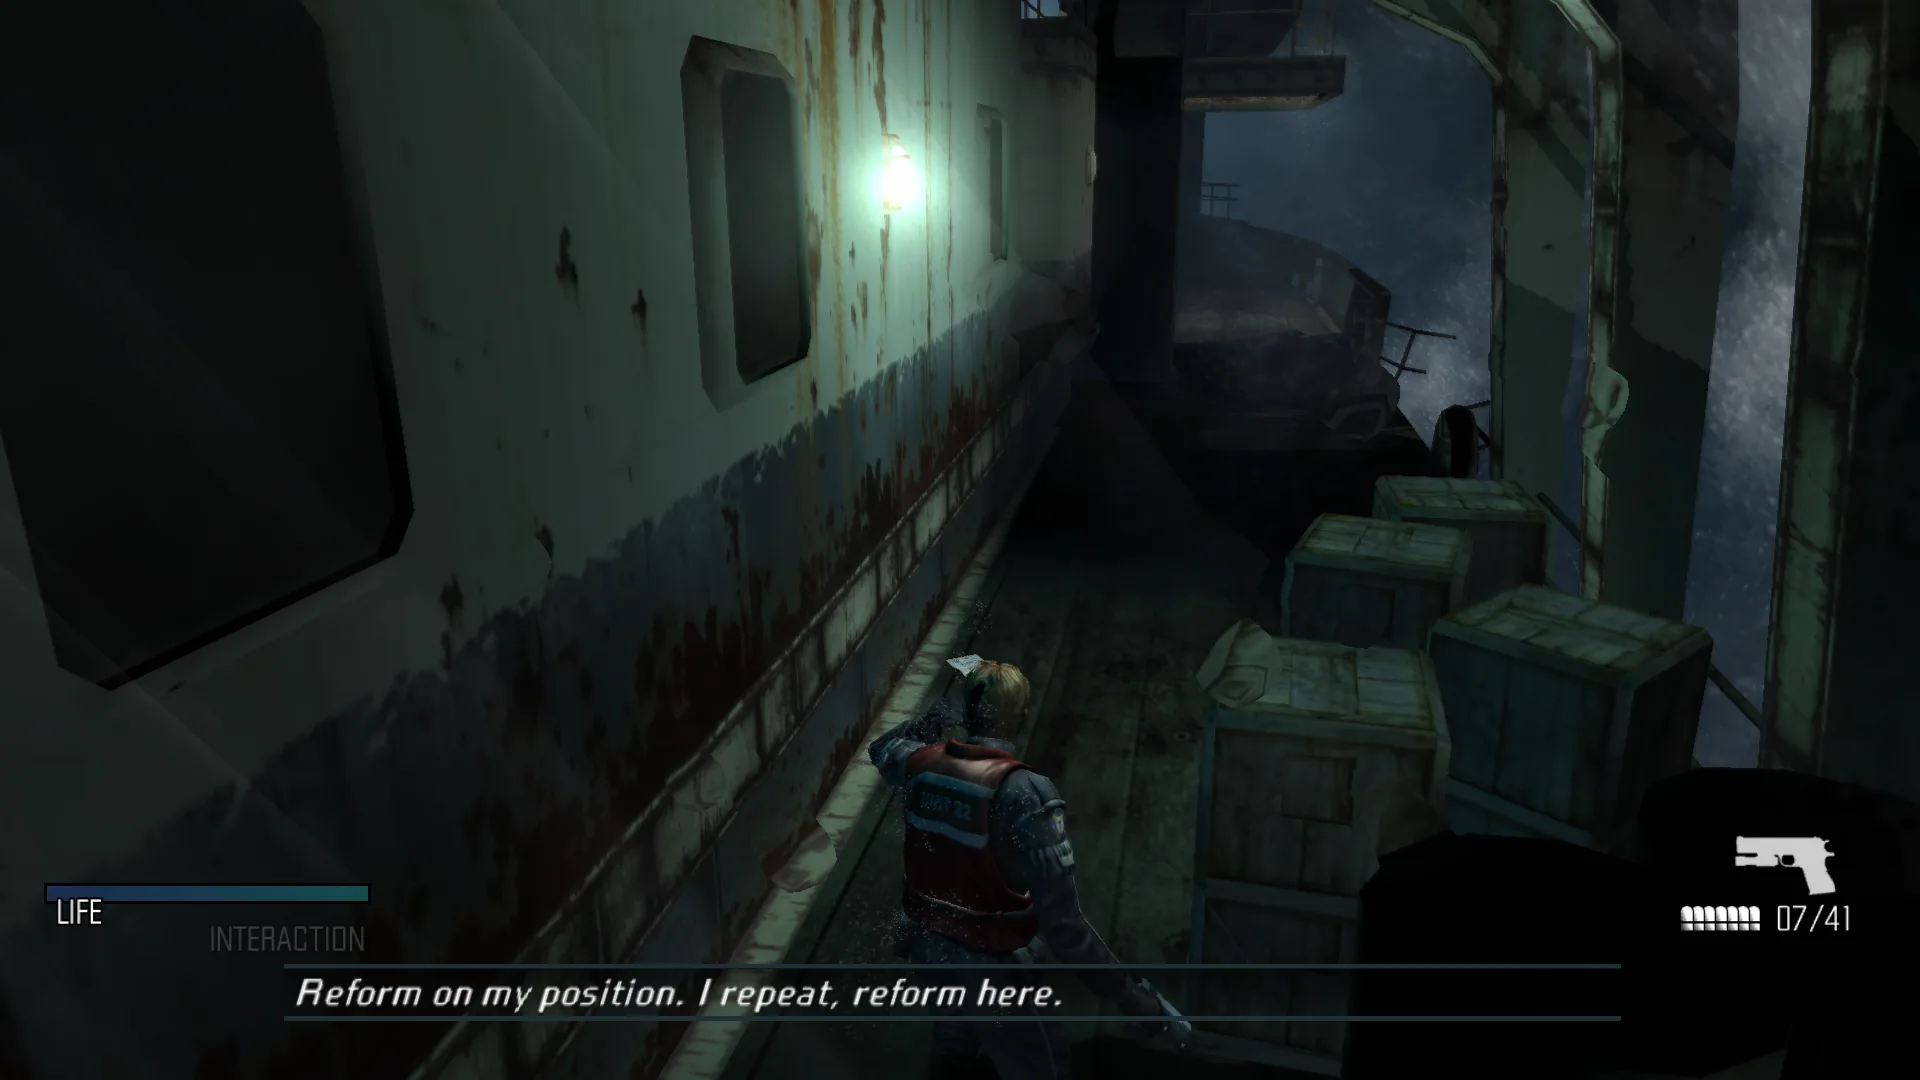 LIFE
INTERACTION
07/41
Reform on my position. I repeat, reform here.